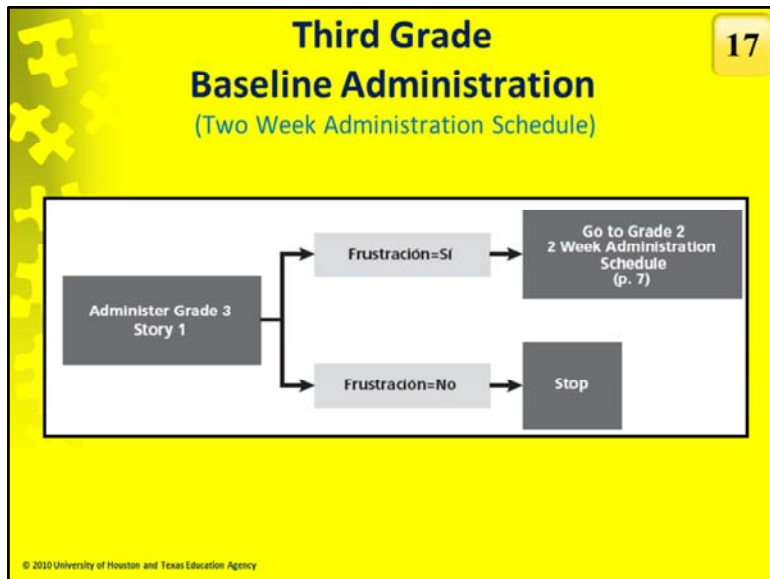 Third Grade
Baseline Administration
(Two Week Administration Schedule)
17
Administer Grade 3
Story 1
Frustración=Sí
Go to Grade 2
2 Week Administration
Schedule
(p. 7)
Frustración=No
Stop
© 2010 University of Houston and Texas Education Agency